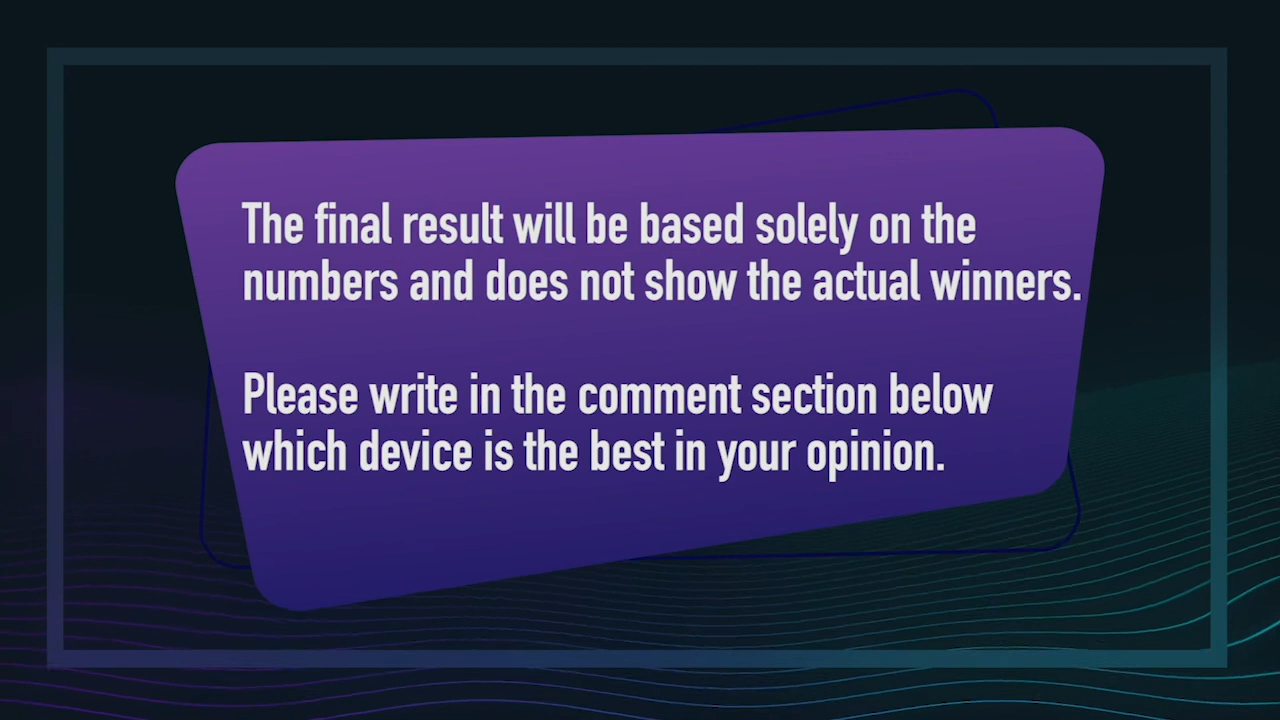 The final result will be based solely on the
numbers and does not show the actual winners.
Please write in the comment section below
which device is the best in your opinion.